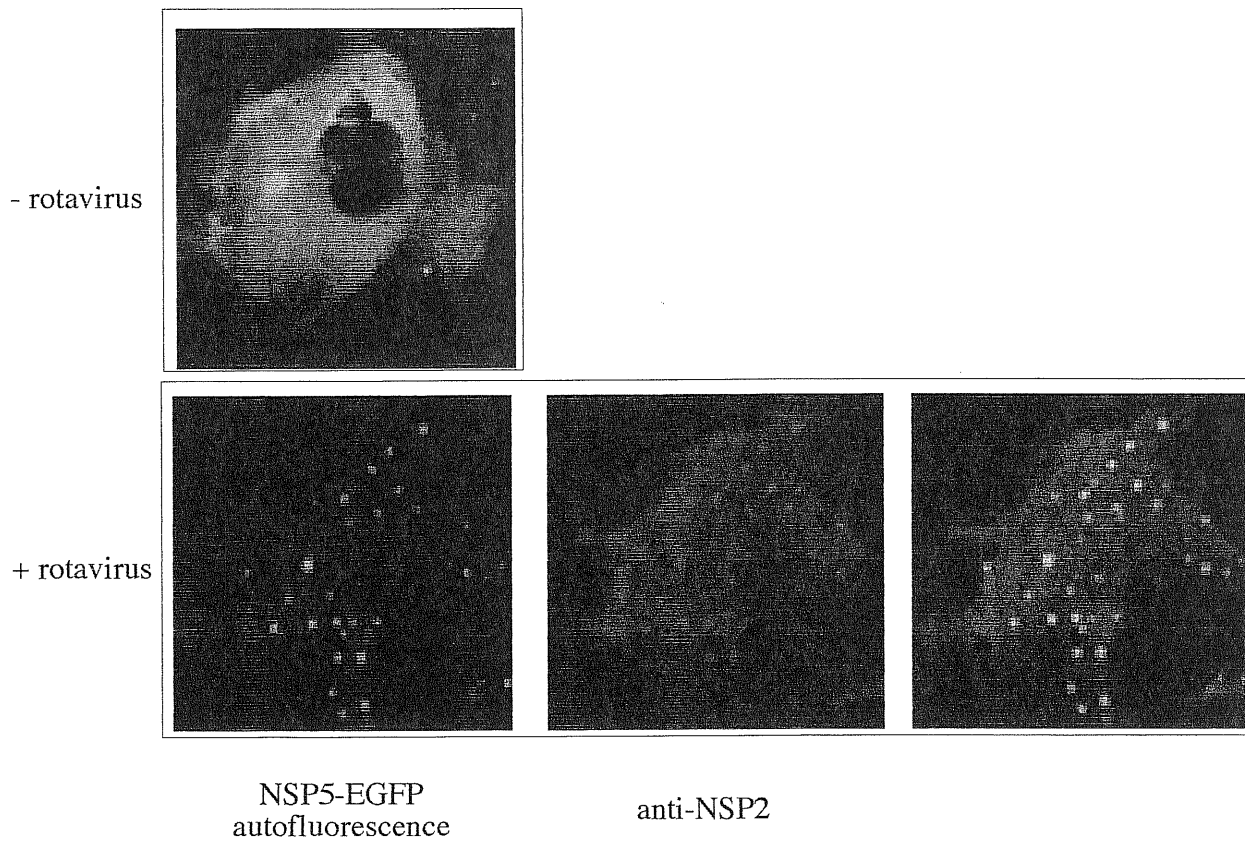 - rotavirus
+ rotavirus
NSP5-EGFP
autofluorescence
anti-NSP2